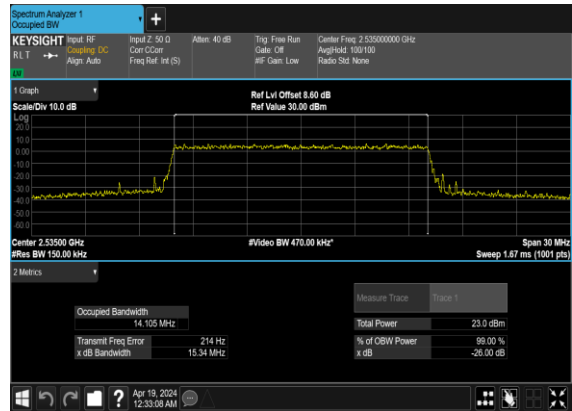 Spectrum Analyzer 1
Occupied BW
KEYSIGHT
RLT
Input: RF
Coupling: DC
Align: Auto
Input Z: 50 Ω
Corr CCorr
Freq Ref: Int (S)
Atten: 40 dB
Trig: Free Run
Gate: Off
#IF Gain: Low
Center Freq: 2.535000000 GHz
Avg|Hold: 100/100
Radio Std: None
1 Graph
Scale/Div 10.0 dB
Ref Lvl Offset 8.60 dB
Ref Value 30.00 dBm
Log
20.0
10.0
0.00
-10.0
-20.0
-30.0
-40.0
-50.0
-60.0
Center 2.53500 GHz
#Video BW 470.00 kHz*
Span 30 MHz
#Res BW 150.00 kHz
Sweep 1.67 ms (1001 pts)
2 Metrics
Measure Trace
Trace 1
Occupied Bandwidth
14.105 MHz
Total Power
23.0 dBm
Transmit Freq Error
214 Hz
% of OBW Power
99.00 %
x dB Bandwidth
15.34 MHz
x dB
-26.00 dB
?
Apr 19, 2024
12:33:08 AM